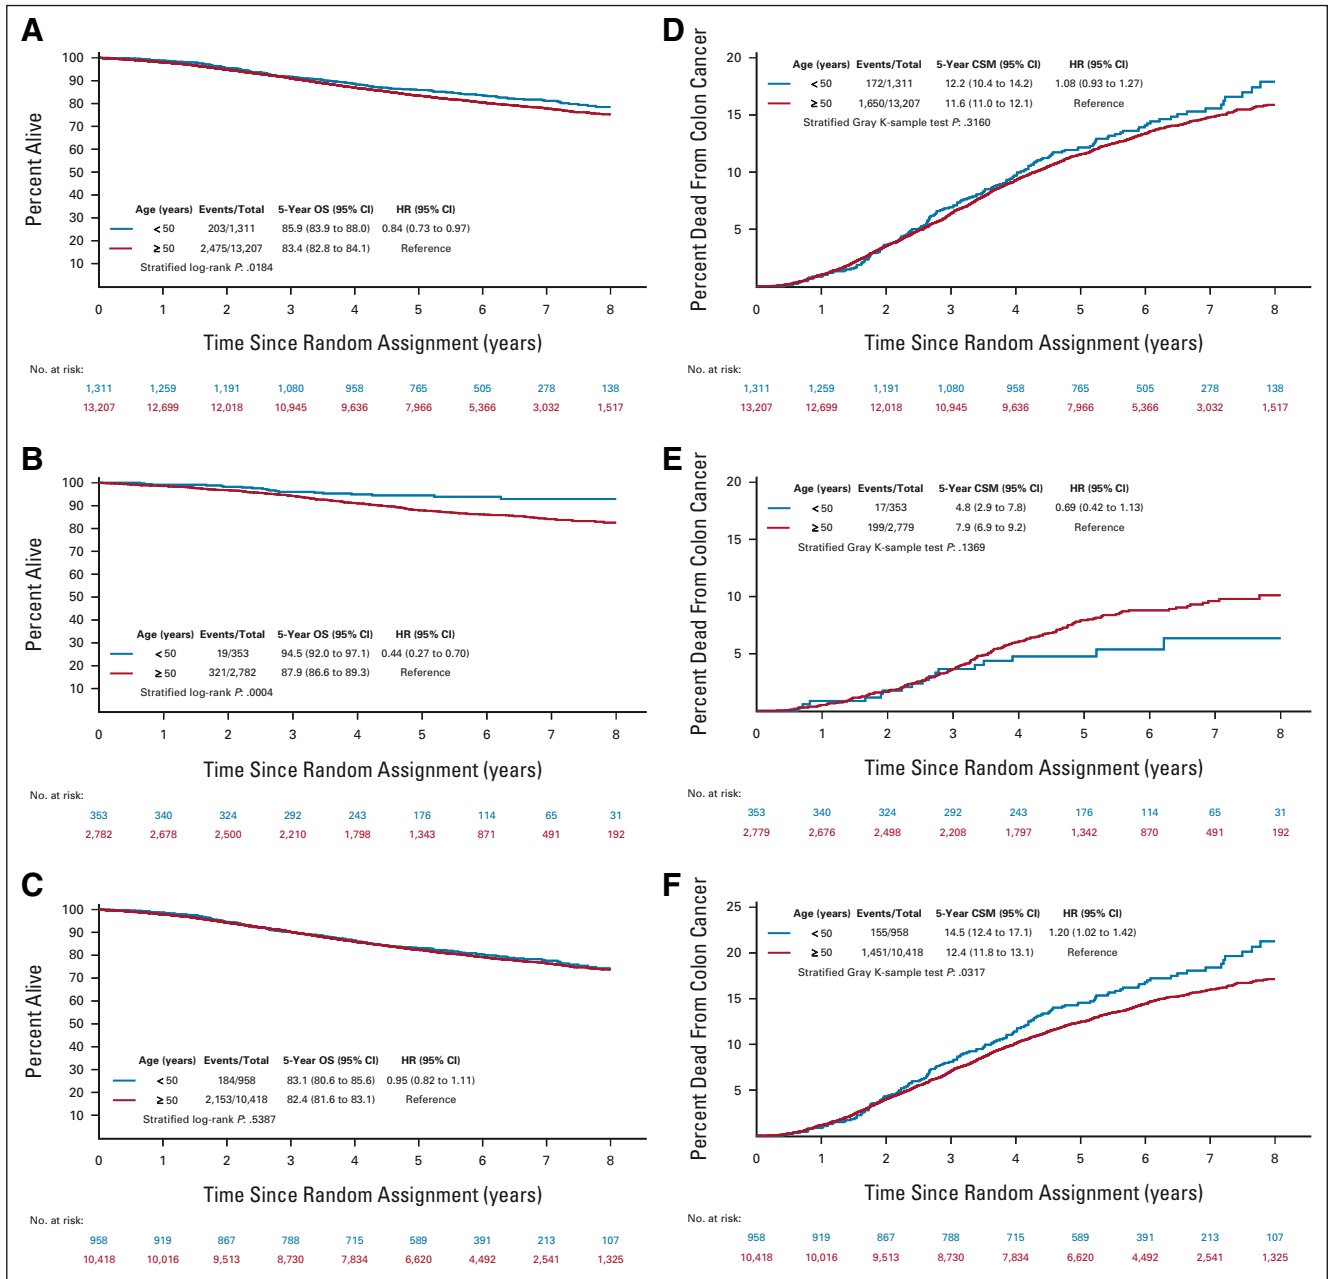 A
Percent Alive
100
90
80
70
60
50
40
30
20
10
Age (years) Events/Total 5-Year OS (95% CI) HR (95% CI)
< 50 203/1,311 85.9 (83.9 to 88.0) 0.84 (0.73 to 0.97)
≥ 50 2,475/13,207 83.4 (82.8 to 84.1) Reference
Stratified log-rank P: .0184
0 1 2 3 4 5 6 7 8
Time Since Random Assignment (years)
No. at risk:
1,311 1,259 1,191 1,080 958 765 505 278 138
13,207 12,699 12,018 10,945 9,636 7,966 5,366 3,032 1,517
D
Percent Dead From Colon Cancer
20
15
10
5
Age (years) Events/Total 5-Year CSM (95% CI) HR (95% CI)
< 50 172/1,311 12.2 (10.4 to 14.2) 1.08 (0.93 to 1.27)
≥ 50 1,650/13,207 11.6 (11.0 to 12.1) Reference
Stratified Gray K-sample test P: .3160
0 1 2 3 4 5 6 7 8
Time Since Random Assignment (years)
No. at risk:
1,311 1,259 1,191 1,080 958 765 505 278 138
13,207 12,699 12,018 10,945 9,636 7,966 5,366 3,032 1,517
B
Percent Alive
100
90
80
70
60
50
40
30
20
10
Age (years) Events/Total 5-Year OS (95% CI) HR (95% CI)
< 50 19/353 94.5 (92.0 to 97.1) 0.44 (0.27 to 0.70)
≥ 50 321/2,782 87.9 (86.6 to 89.3) Reference
Stratified log-rank P: .0004
0 1 2 3 4 5 6 7 8
Time Since Random Assignment (years)
No. at risk:
353 340 324 292 243 176 114 65 31
2,782 2,678 2,500 2,210 1,798 1,343 871 491 192
E
Percent Dead From Colon Cancer
20
15
10
5
Age (years) Events/Total 5-Year CSM (95% CI) HR (95% CI)
< 50 17/353 4.8 (2.9 to 7.8) 0.69 (0.42 to 1.13)
≥ 50 199/2,779 7.9 (6.9 to 9.2) Reference
Stratified Gray K-sample test P: .1369
0 1 2 3 4 5 6 7 8
Time Since Random Assignment (years)
No. at risk:
353 340 324 292 243 176 114 65 31
2,779 2,676 2,498 2,208 1,797 1,342 870 491 192
C
Percent Alive
100
90
80
70
60
50
40
30
20
10
Age (years) Events/Total 5-Year OS (95% CI) HR (95% CI)
< 50 184/958 83.1 (80.6 to 85.6) 0.95 (0.82 to 1.11)
≥ 50 2,153/10,418 82.4 (81.6 to 83.1) Reference
Stratified log-rank P: .5387
0 1 2 3 4 5 6 7 8
Time Since Random Assignment (years)
No. at risk:
958 919 867 788 715 589 391 213 107
10,418 10,016 9,513 8,730 7,834 6,620 4,492 2,541 1,325
F
Percent Dead From Colon Cancer
25
20
15
10
5
Age (years) Events/Total 5-Year CSM (95% CI) HR (95% CI)
< 50 155/958 14.5 (12.4 to 17.1) 1.20 (1.02 to 1.42)
≥ 50 1,451/10,418 12.4 (11.8 to 13.1) Reference
Stratified Gray K-sample test P: .0317
0 1 2 3 4 5 6 7 8
Time Since Random Assignment (years)
No. at risk:
958 919 867 788 715 589 391 213 107
10,418 10,016 9,513 8,730 7,834 6,620 4,492 2,541 1,325